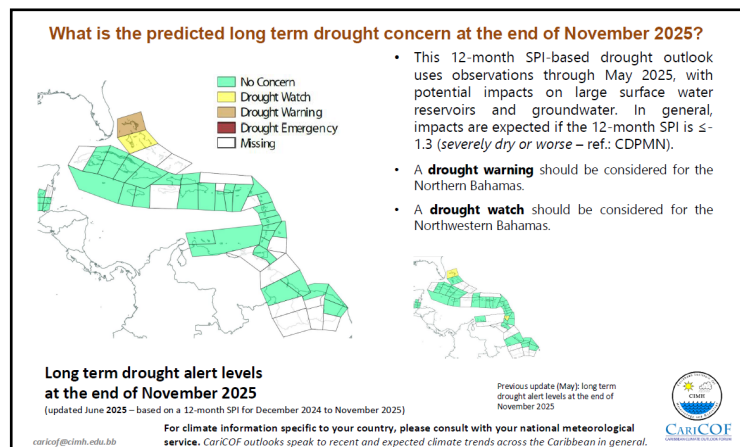 What is the predicted long term drought concern at the end of November 2025?
No Concern
Drought Watch
Drought Warning
Drought Emergency
Missing
• This 12-month SPI-based drought outlook
uses observations through May 2025, with
potential impacts on large surface water
reservoirs and groundwater. In general,
impacts are expected if the 12-month SPI is ≤-
1.3 (severely dry or worse – ref.: CDPMN).
• A drought warning should be considered for the
Northern Bahamas.
• A drought watch should be considered for the
Northwestern Bahamas.
Long term drought alert levels
at the end of November 2025
(updated June 2025 – based on a 12-month SPI for December 2024 to November 2025)
Previous update (May): long term
drought alert levels at the end of
November 2025
CIMH
CARICOF
CARIBBEAN CLIMATE OUTLOOK FORUM
caricof@cimh.edu.bb
For climate information specific to your country, please consult with your national meteorological
service. CariCOF outlooks speak to recent and expected climate trends across the Caribbean in general.